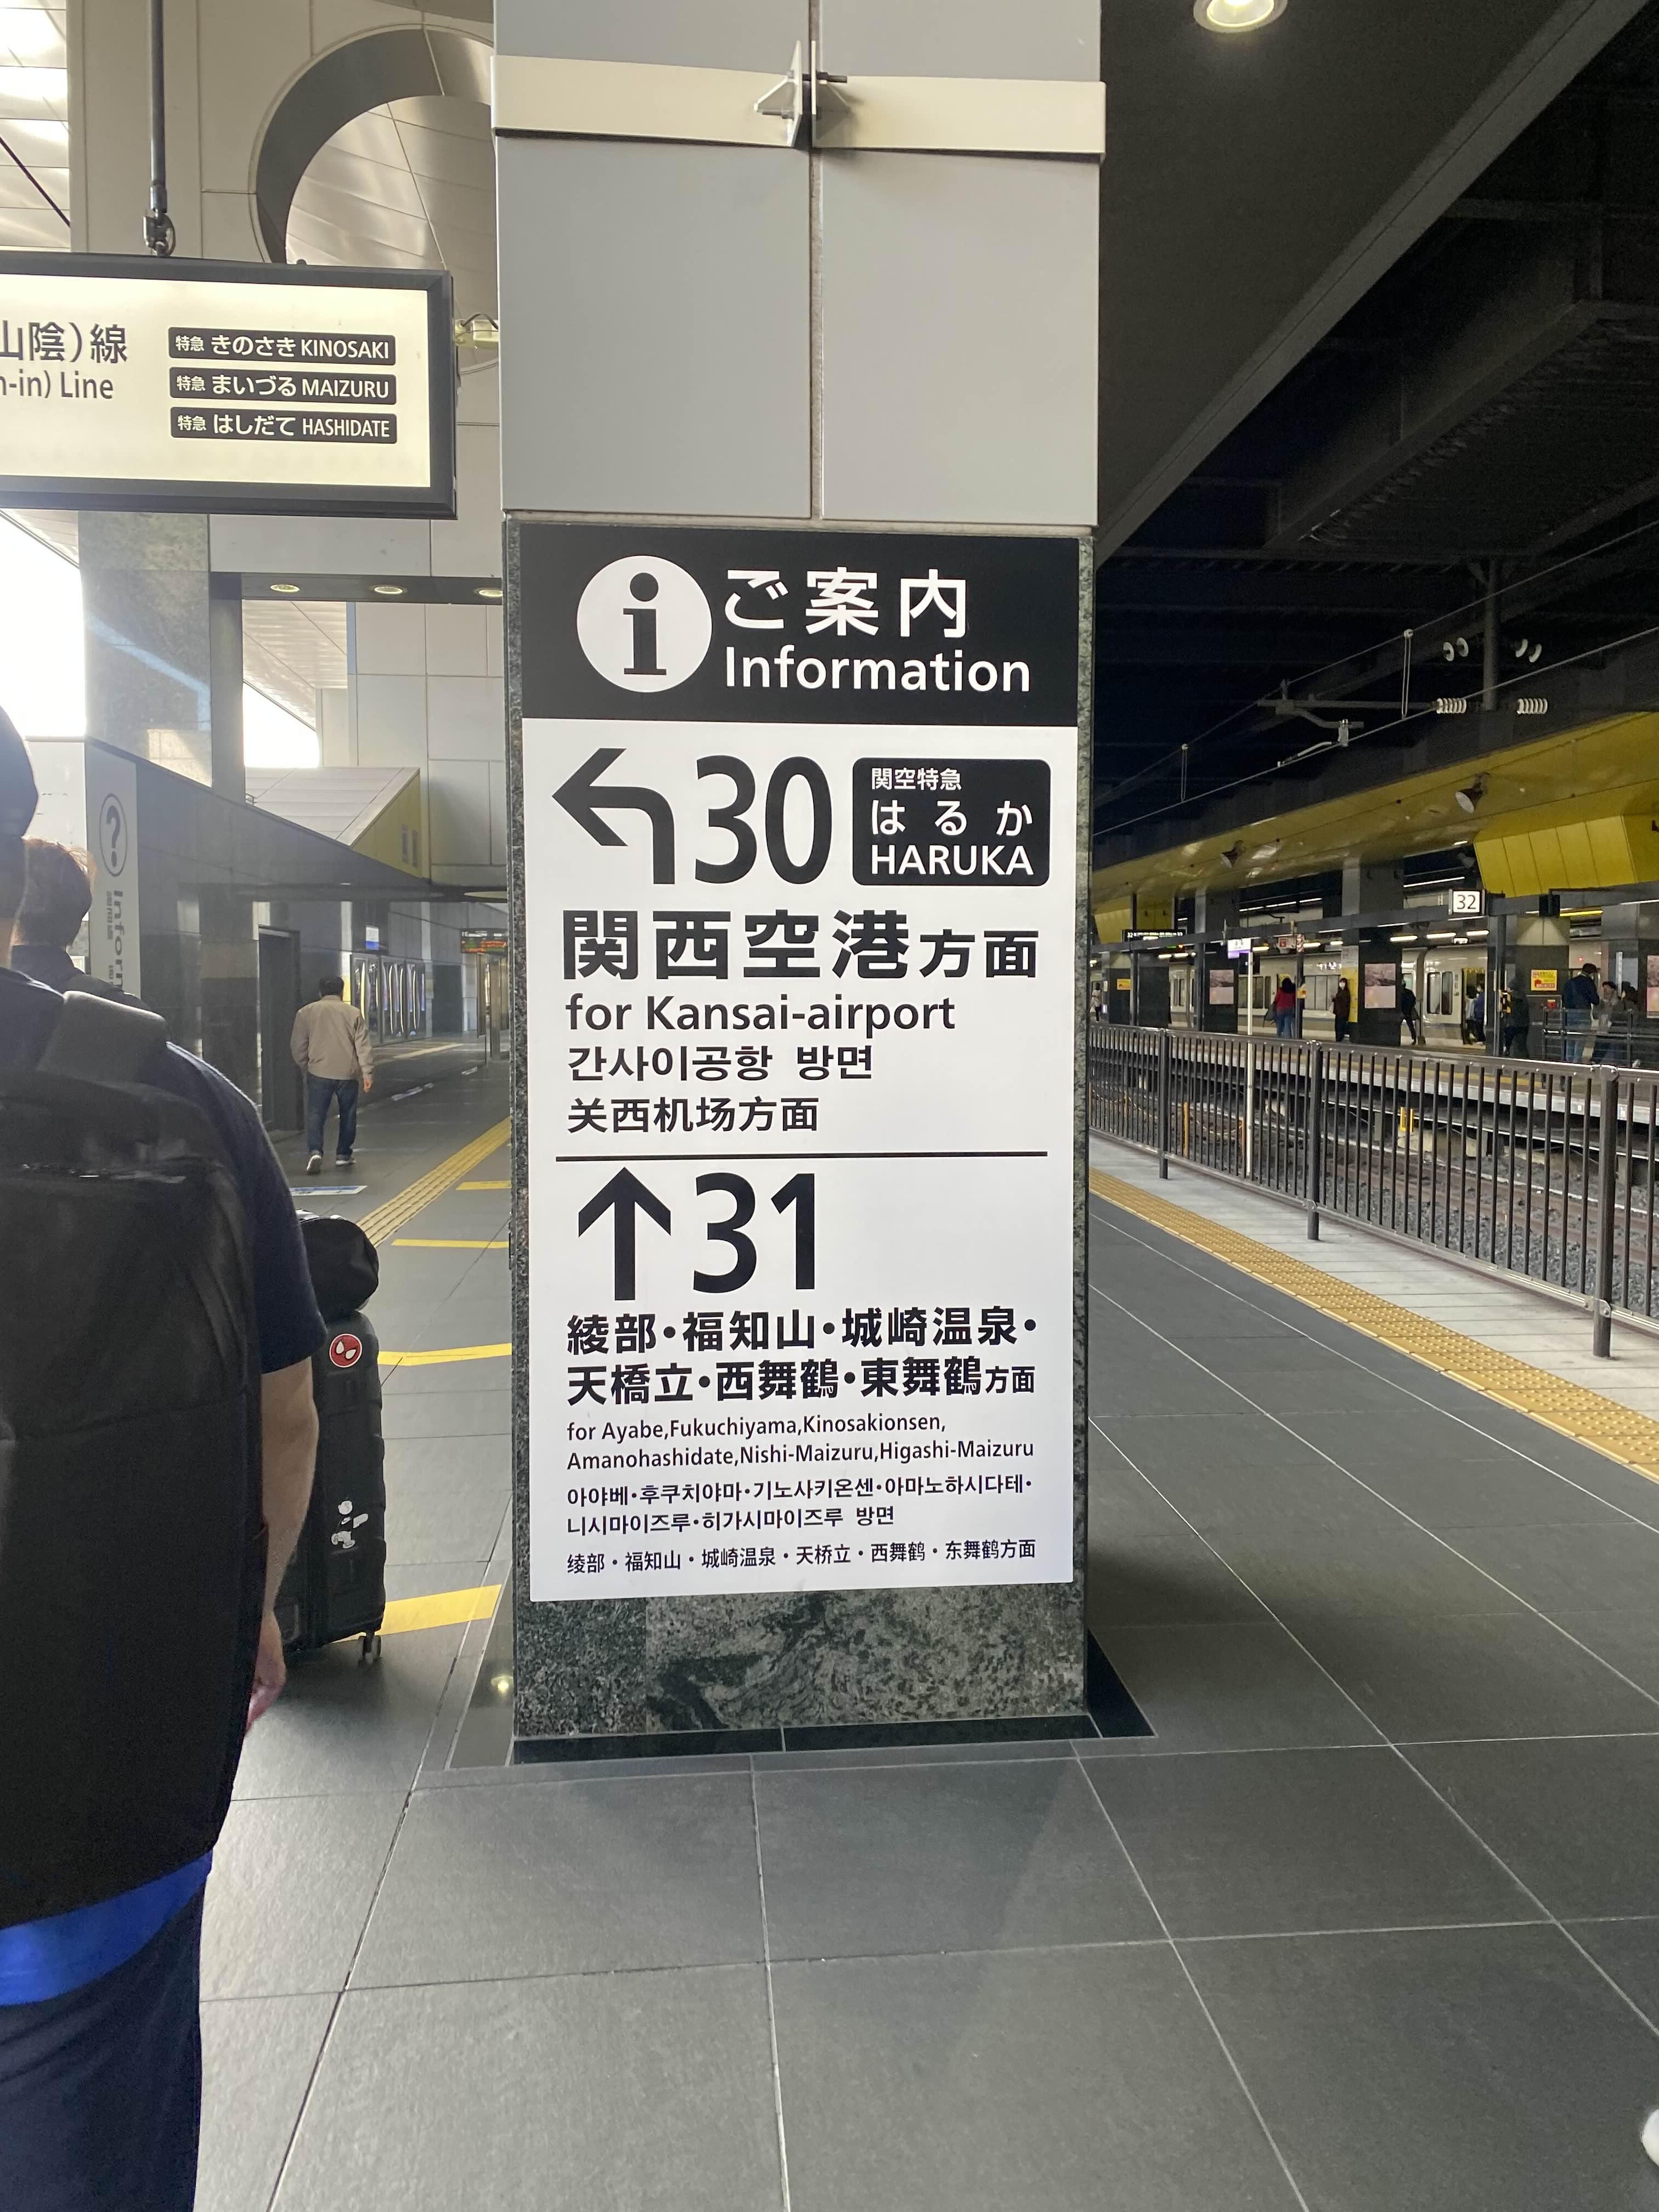 山陰)線
n-in) Line
特急 きのさき KINOSAKI
特急 まいづる MAIZURU
特急 はしだて HASHIDATE
i ご案内
Information
30 関空特急
はるか
HARUKA
関西空港方面
for Kansai-airport
간사이공항 방면
关西机场方面
31
綾部・福知山・城崎温泉・
天橋立・西舞鶴・東舞鶴方面
for Ayabe,Fukuchiyama,Kinosakionsen,
Amanohashidate,Nishi-Maizuru,Higashi-Maizuru
아야베・후쿠치야마・기노사키온센・아마노하시다테・
니시마이즈루・히가시마이즈루 방면
绫部・福知山・城崎温泉・天桥立・西舞鹤・东舞鹤方面
?
Inform
32